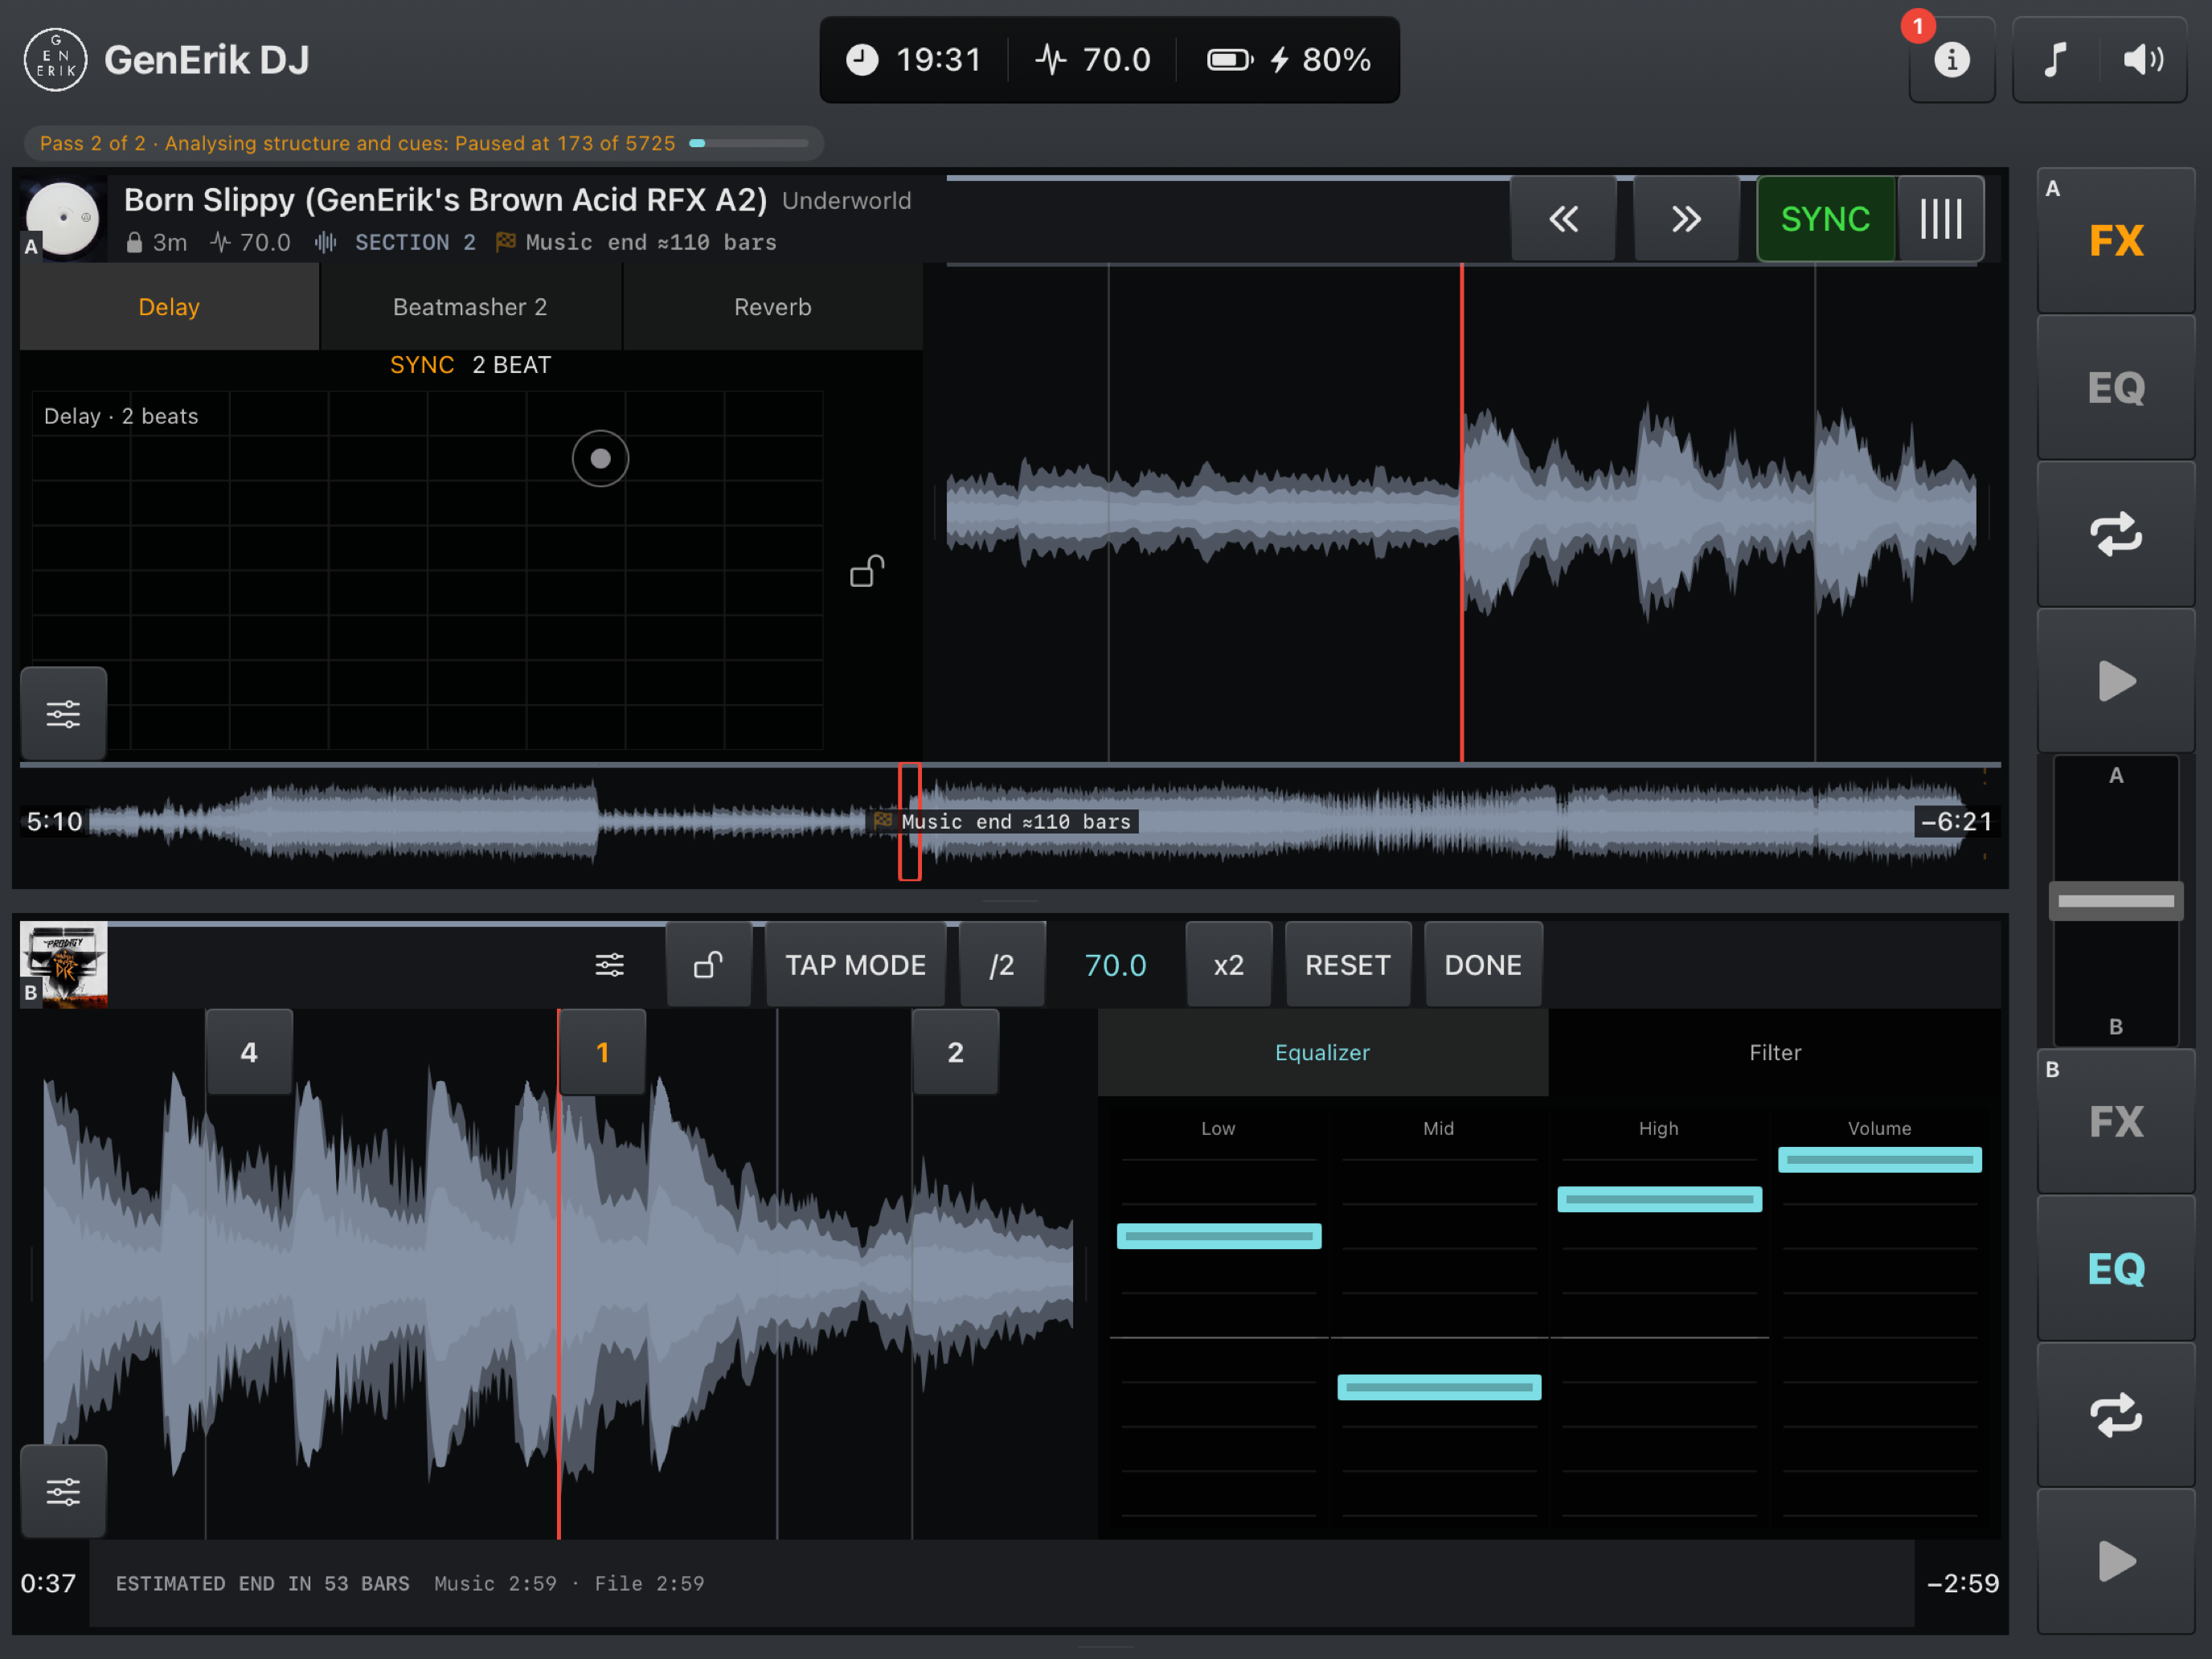 G
E N
ERIK
GenErik DJ
19:31
70.0
80%
1
Pass 2 of 2 · Analysing structure and cues: Paused at 173 of 5725
A
Born Slippy (GenErik's Brown Acid RFX A2) Underworld
3m 70.0 SECTION 2 Music end ≈110 bars
SYNC
Delay
Beatmasher 2
Reverb
SYNC 2 BEAT
Delay · 2 beats
5:10
Music end ≈110 bars
−6:21
A
FX
EQ
A
B
B
FX
EQ
PRODIGY
DIE
B
TAP MODE
/2
70.0
x2
RESET
DONE
4
1
2
Equalizer
Filter
Low
Mid
High
Volume
0:37
ESTIMATED END IN 53 BARS Music 2:59 · File 2:59
−2:59